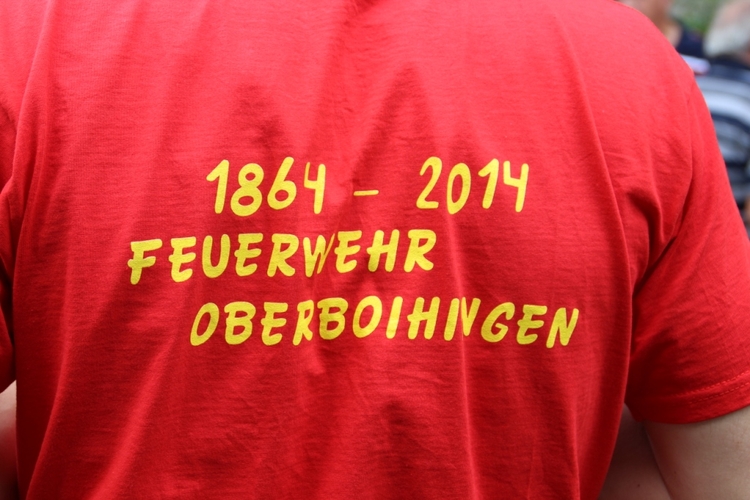 1864 - 2014
FEUERWEHR
OBERBOIHINGEN